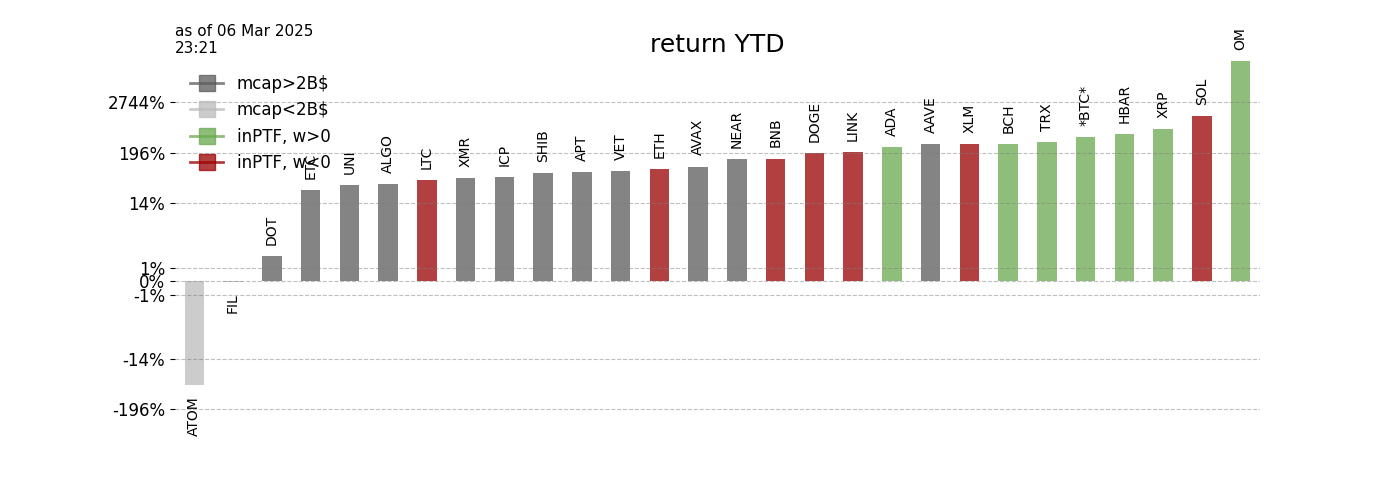 as of 06 Mar 2025
23:21
return YTD
mcap>2B$
mcap<2B$
inPTF, w>0
inPTF, w<0
2744%
196%
14%
1%
0%
-1%
-14%
-196%
ATOM
FIL
DOT
UNI
ALGO
LTC
XMR
ICP
SHIB
APT
VET
ETH
AVAX
NEAR
BNB
DOGE
LINK
ADA
AAVE
XLM
BCH
TRX
*BTC*
HBAR
XRP
SOL
OM